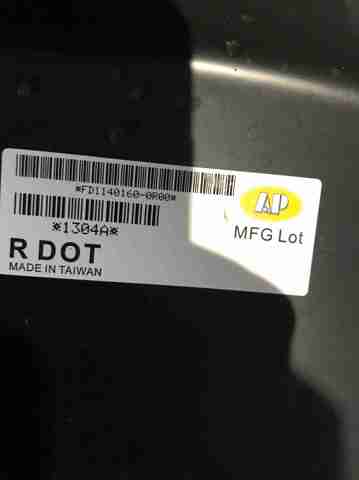 *FD1140160-0R00*
AP
*1304A*
MFG Lot
R DOT
MADE IN TAIWAN